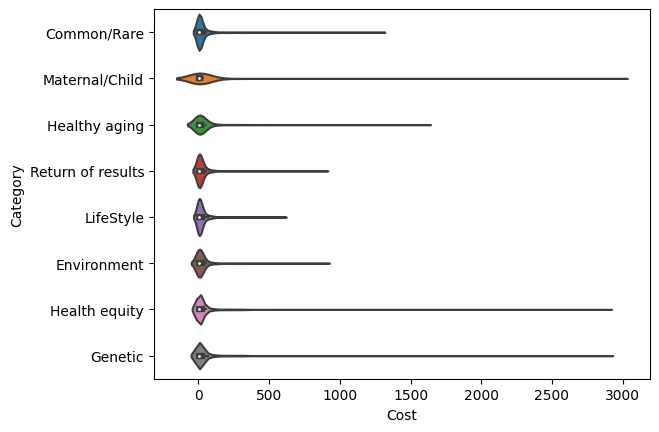 Common/Rare
Maternal/Child
Healthy aging
Return of results
LifeStyle
Environment
Health equity
Genetic
Category
0 500 1000 1500 2000 2500 3000
Cost